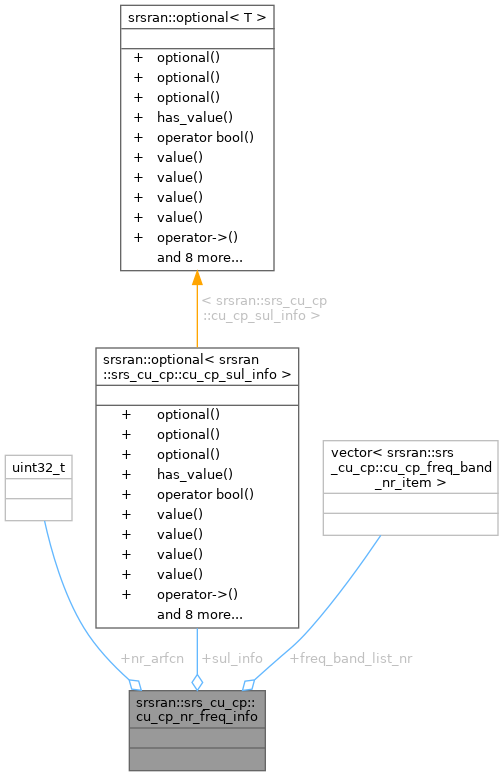 srsran::optional< T >
+ optional()
+ optional()
+ optional()
+ has_value()
+ operator bool()
+ value()
+ value()
+ value()
+ value()
+ operator->()
and 8 more...
< srsran::srs_cu_cp
::cu_cp_sul_info >
srsran::optional< srsran
::srs_cu_cp::cu_cp_sul_info >
+ optional()
+ optional()
+ optional()
+ has_value()
+ operator bool()
+ value()
+ value()
+ value()
+ value()
+ operator->()
and 8 more...
uint32_t
vector< srsran::srs
_cu_cp::cu_cp_freq_band
_nr_item >
+nr_arfcn
+sul_info
+freq_band_list_nr
srsran::srs_cu_cp::
cu_cp_nr_freq_info